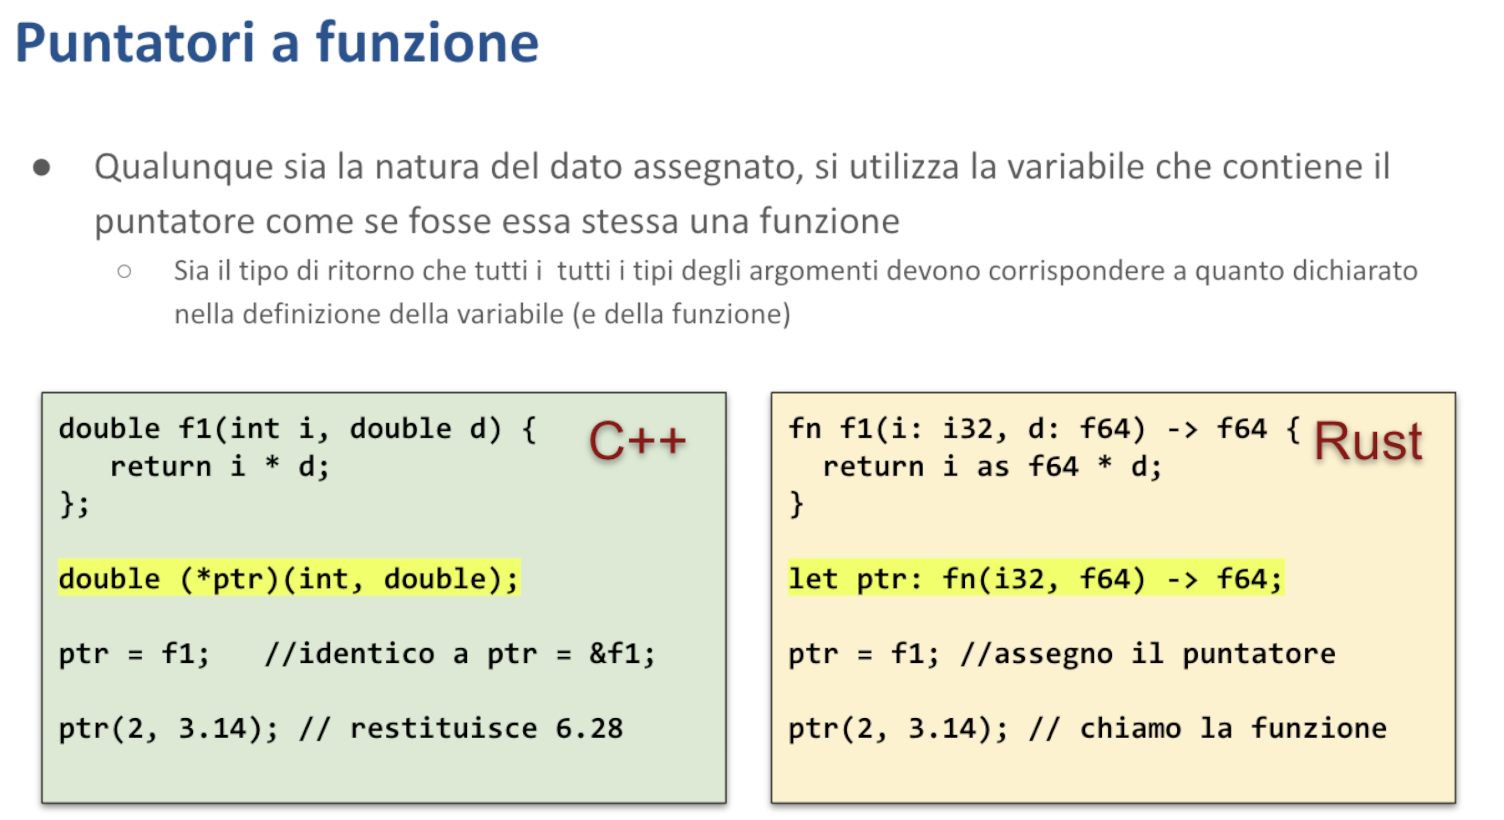 Puntatori a funzione
● Qualunque sia la natura del dato assegnato, si utilizza la variabile che contiene il
puntatore come se fosse essa stessa una funzione
○ Sia il tipo di ritorno che tutti i  tutti i tipi degli argomenti devono corrispondere a quanto dichiarato
nella definizione della variabile (e della funzione)
C++
double f1(int i, double d) {
   return i * d;
};
double (*ptr)(int, double);
ptr = f1;   //identico a ptr = &f1;
ptr(2, 3.14); // restituisce 6.28
Rust
fn f1(i: i32, d: f64) -> f64 {
  return i as f64 * d;
}
let ptr: fn(i32, f64) -> f64;
ptr = f1; //assegno il puntatore
ptr(2, 3.14); // chiamo la funzione